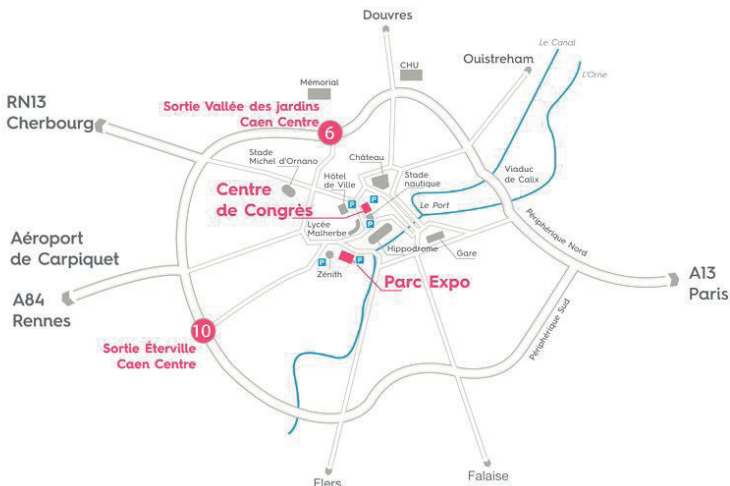 Douvres
Le Canal
L'Orne
Ouistreham
CHU
Mémorial
RN13
Cherbourg
Sortie Vallée des jardins
Caen Centre
6
Stade
Michel d'Ornano
Château
Hôtel
de Ville
Stade
nautique
Viaduc
de Calix
P
P
Centre
de Congrès
Le Port
P
Lycée
Malherbe
Périphérique Nord
Aéroport
de Carpiquet
Hippodrome
Gare
P
P
Zénith
Parc Expo
A13
Paris
A84
Rennes
10
Périphérique Sud
Sortie Éterville
Caen Centre
Flers
Falaise